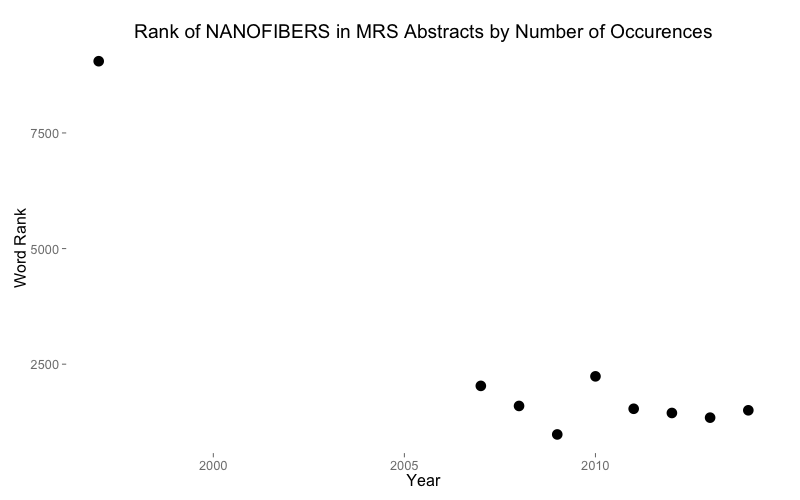 Rank of NANOFIBERS in MRS Abstracts by Number of Occurences
Word Rank
7500
5000
2500
2000
2005
2010
Year